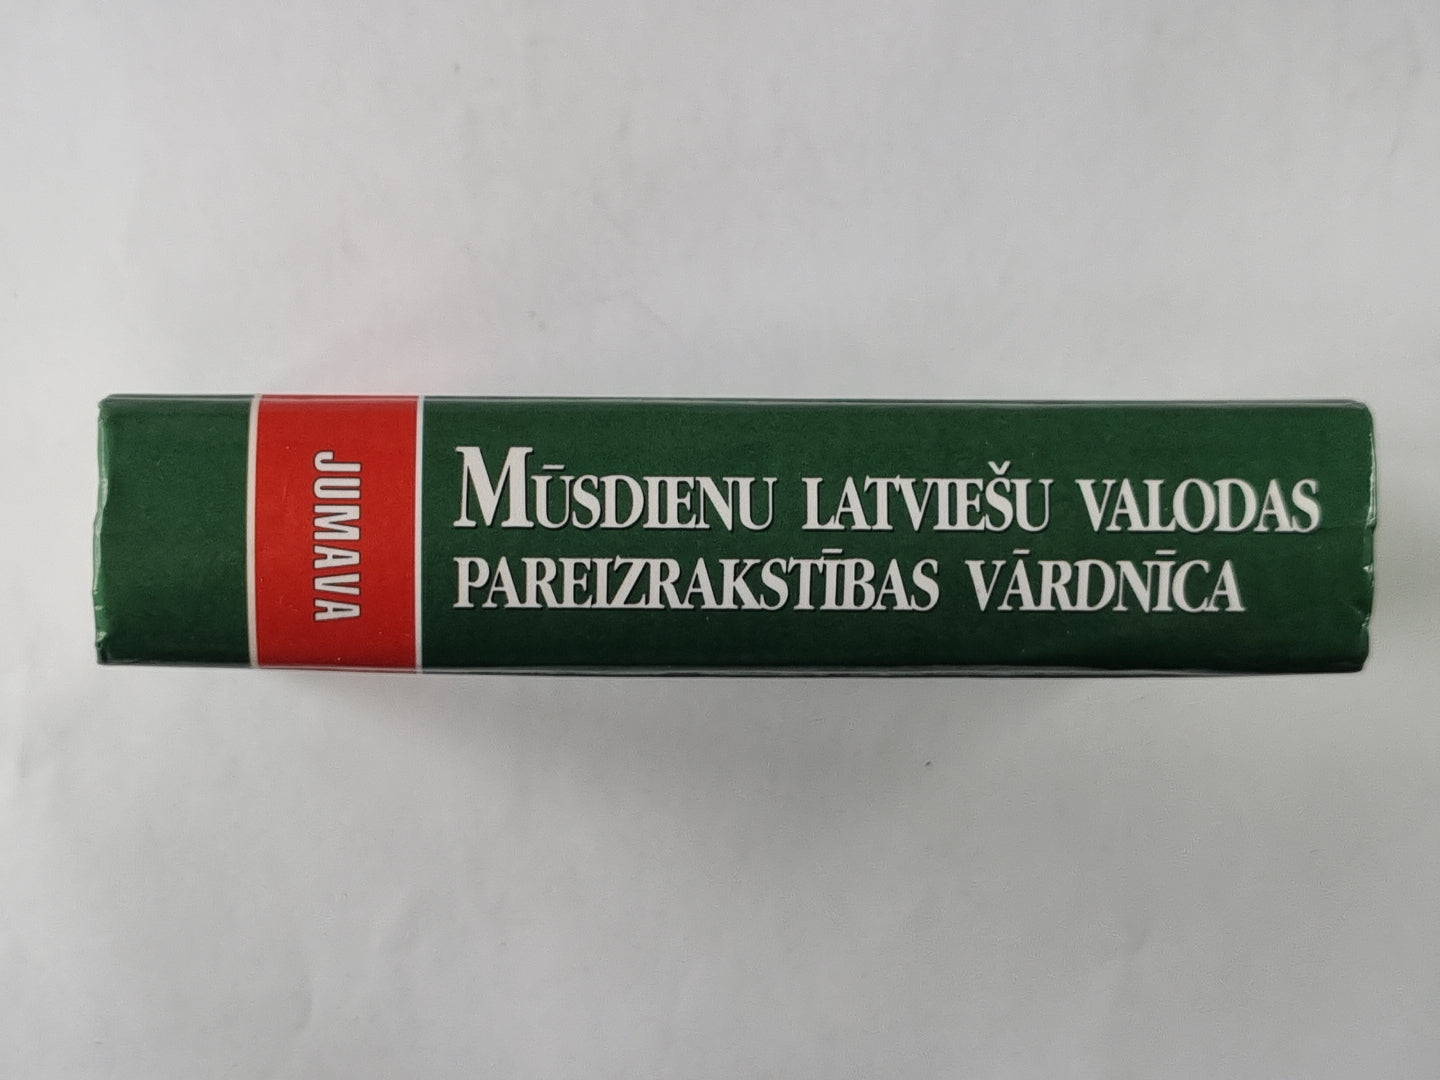 JUMAVA
MŪSDIENU LATVIEŠU VALODAS
PAREIZRAKSTĪBAS VĀRDNĪCA